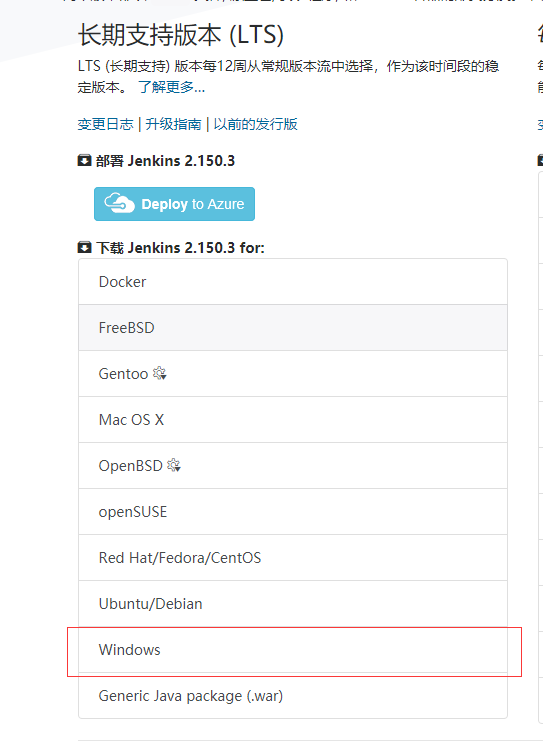 长期支持版本 (LTS)
LTS (长期支持) 版本每12周从常规版本流中选择，作为该时间段的稳
定版本。 了解更多...
变更日志 | 升级指南 | 以前的发行版
部署 Jenkins 2.150.3
Deploy to Azure
下载 Jenkins 2.150.3 for:
Docker
FreeBSD
Gentoo
Mac OS X
OpenBSD
openSUSE
Red Hat/Fedora/CentOS
Ubuntu/Debian
Windows
Generic Java package (.war)